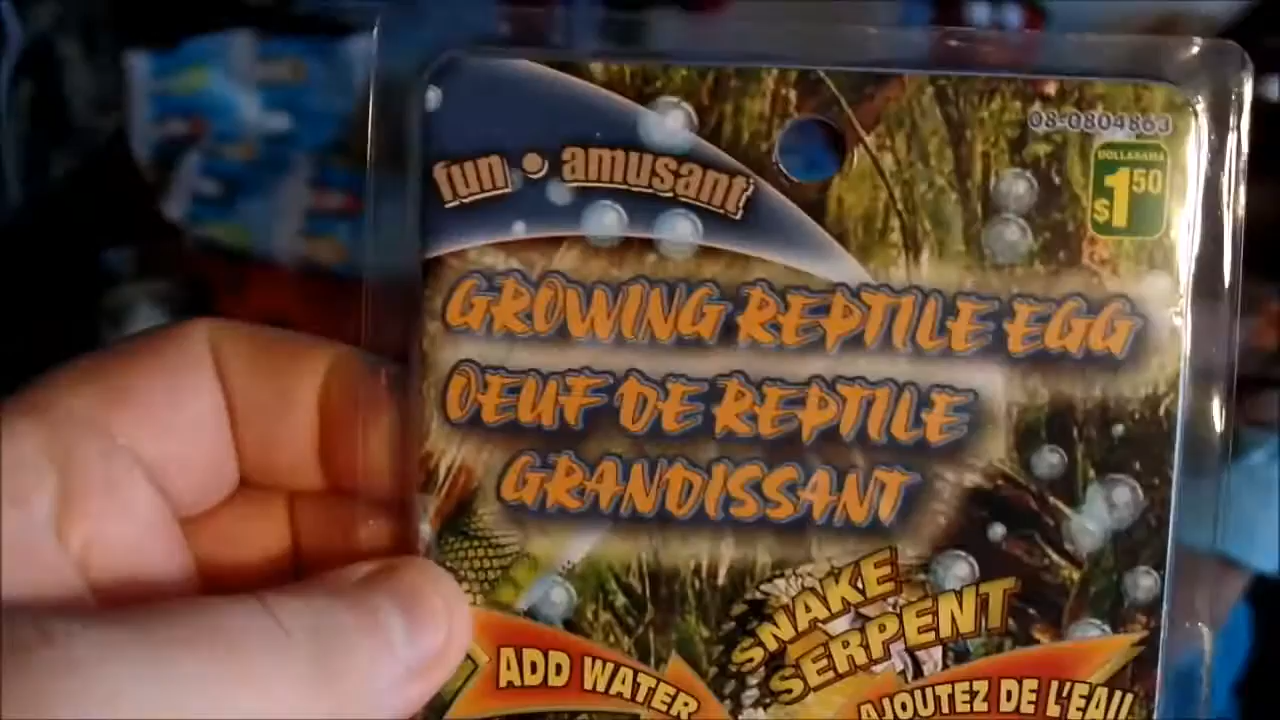 08-0804863
DOLLARAMA
$1.50
fun • amusant
GROWING REPTILE EGG
OEUF DE REPTILE
GRANDISSANT
SNAKE
SERPENT
ADD WATER
AJOUTEZ DE L'EAU